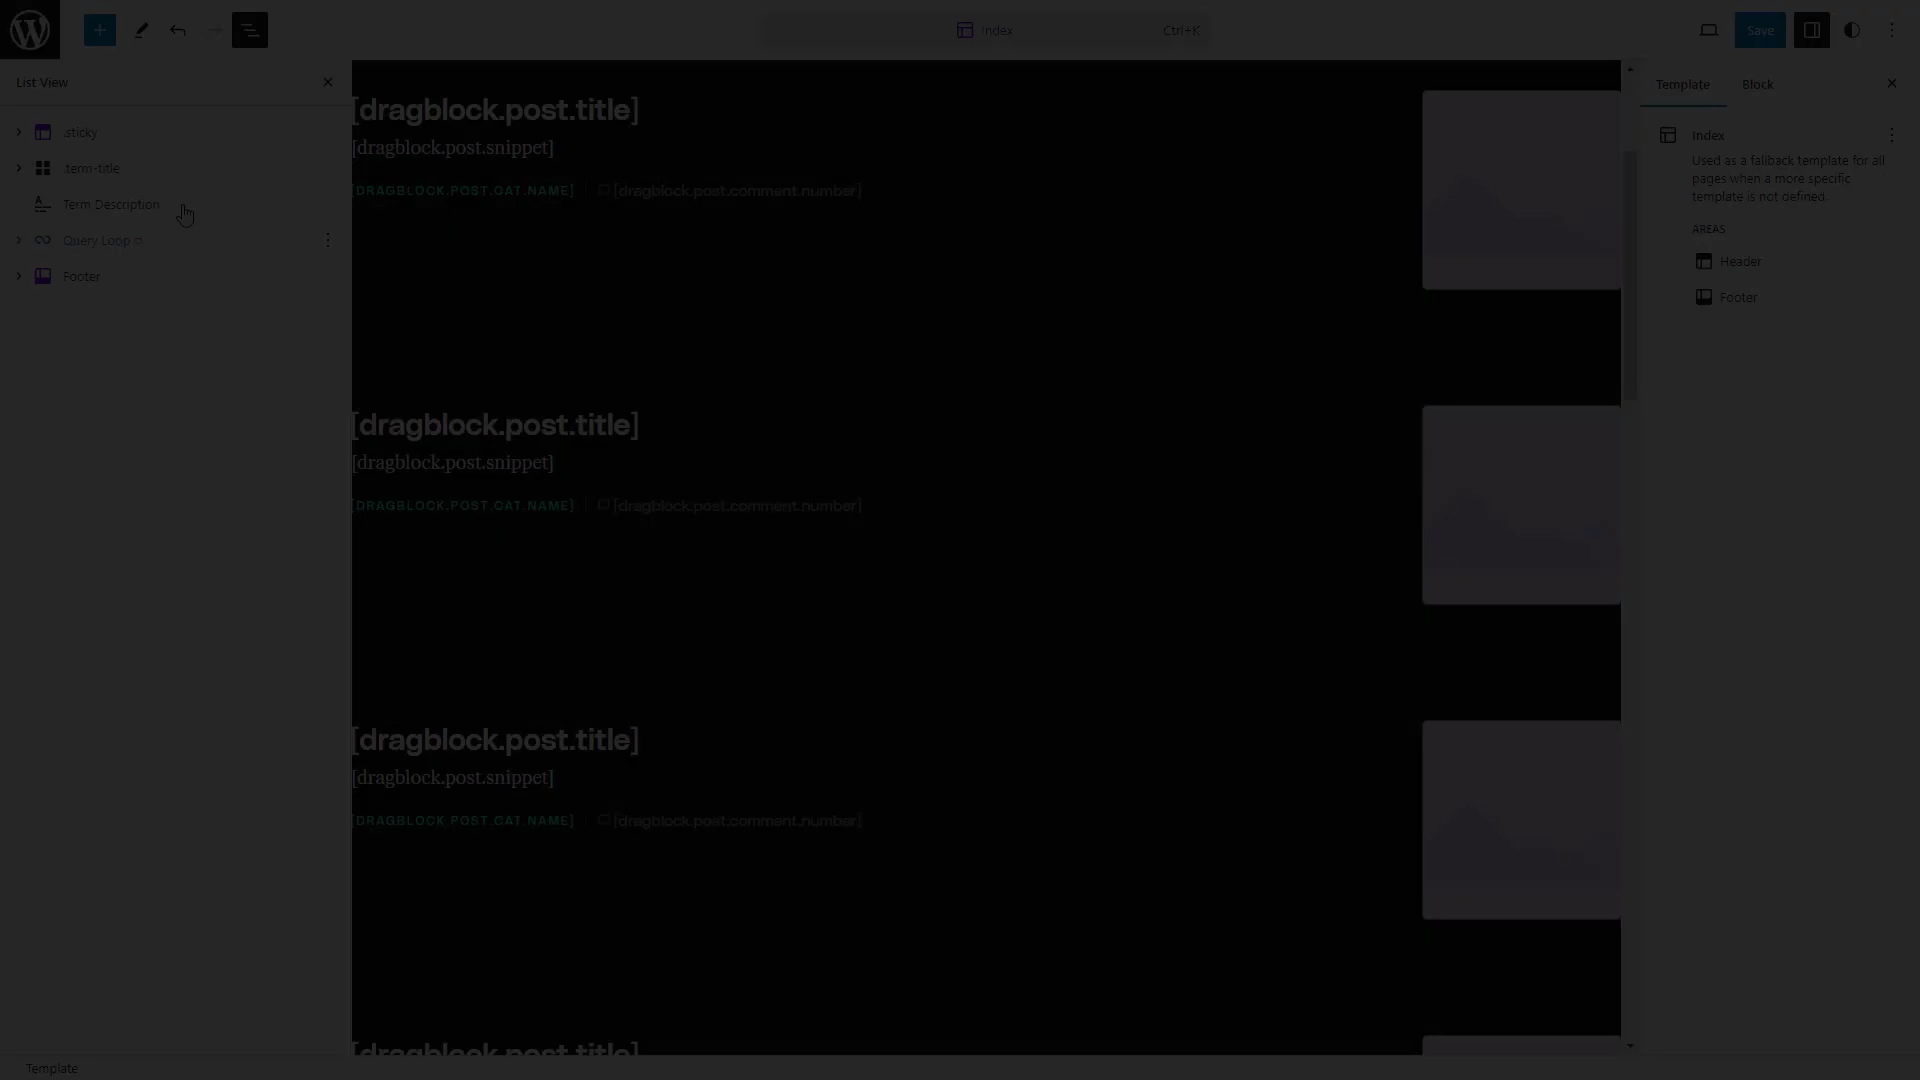 Index
Ctrl+K
Save
List View
.sticky
.term-title
Term Description
Query Loop
Footer
[dragblock.post.title]
[dragblock.post.snippet]
[DRAGBLOCK.POST.CAT.NAME]
[dragblock.post.comment.number]
[dragblock.post.title]
[dragblock.post.snippet]
[DRAGBLOCK.POST.CAT.NAME]
[dragblock.post.comment.number]
[dragblock.post.title]
[dragblock.post.snippet]
[DRAGBLOCK.POST.CAT.NAME]
[dragblock.post.comment.number]
[dragblock.post.title]
Template
Block
Index
Used as a fallback template for all
pages when a more specific
template is not defined.
AREAS
Header
Footer
Template